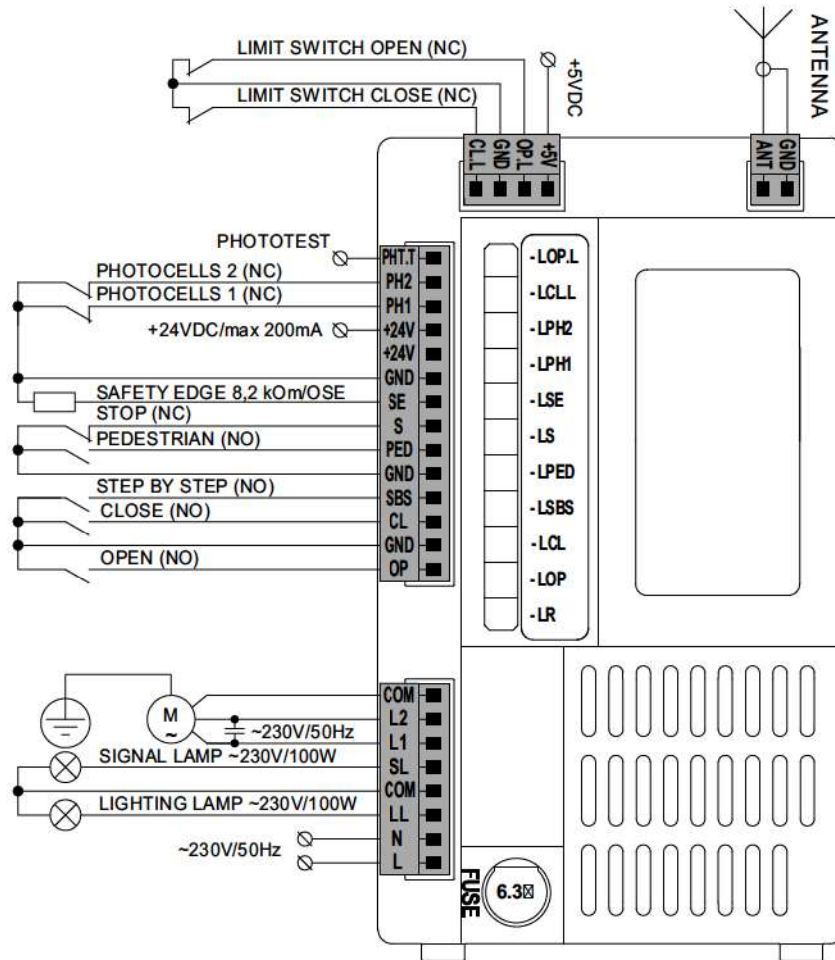 LIMIT SWITCH OPEN (NC)
LIMIT SWITCH CLOSE (NC)
+5VDC
ANTENNA
CL.L
GND
OP.L
+5V
ANT
GND
PHOTOTEST
PHOTOCELLS 2 (NC)
PHOTOCELLS 1 (NC)
+24VDC/max 200mA
SAFETY EDGE 8,2 kOm/OSE
STOP (NC)
PEDESTRIAN (NO)
STEP BY STEP (NO)
CLOSE (NO)
OPEN (NO)
PHT.T
PH2
PH1
+24V
+24V
GND
SE
S
PED
GND
SBS
CL
GND
OP
-LOP.L
-LCL.L
-LPH2
-LPH1
-LSE
-LS
-LPED
-LSBS
-LCL
-LOP
-LR
M
~
~230V/50Hz
SIGNAL LAMP ~230V/100W
LIGHTING LAMP ~230V/100W
~230V/50Hz
COM
L2
L1
SL
COM
LL
N
L
FUSE
6.3